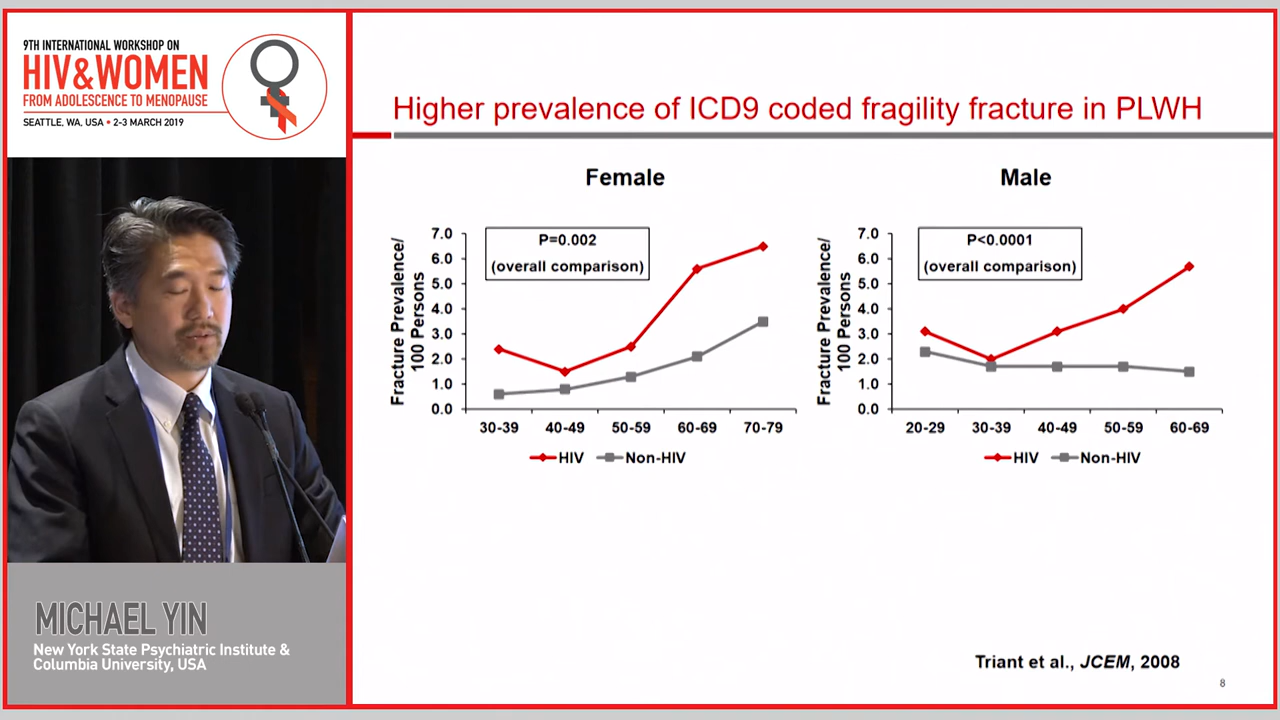 9TH INTERNATIONAL WORKSHOP ON
HIV&WOMEN
FROM ADOLESCENCE TO MENOPAUSE
SEATTLE, WA, USA • 2-3 MARCH 2019
MICHAEL YIN
New York State Psychiatric Institute &
Columbia University, USA
Higher prevalence of ICD9 coded fragility fracture in PLWH
Female
Fracture Prevalence/
100 Persons
7.0
6.0
5.0
4.0
3.0
2.0
1.0
0.0
P=0.002
(overall comparison)
30-39 40-49 50-59 60-69 70-79
HIV Non-HIV
Male
Fracture Prevalence/
100 Persons
7.0
6.0
5.0
4.0
3.0
2.0
1.0
0.0
P<0.0001
(overall comparison)
20-29 30-39 40-49 50-59 60-69
HIV Non-HIV
Triant et al., JCEM, 2008
8